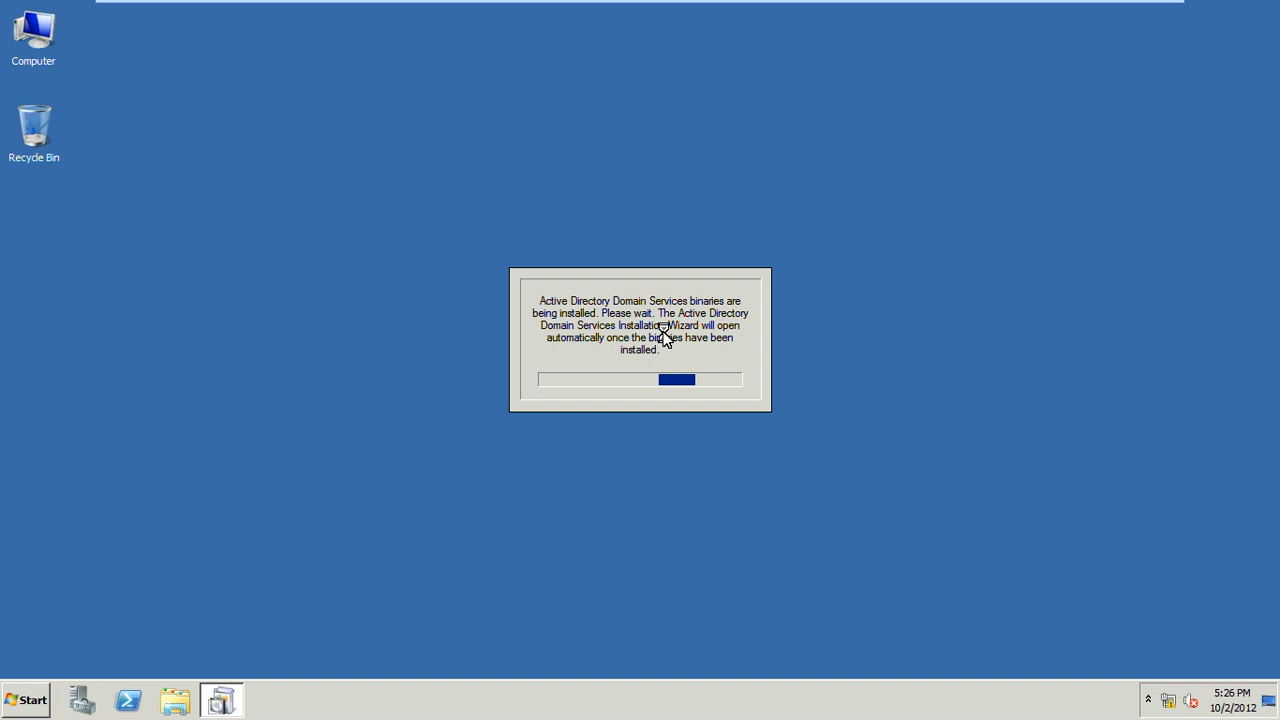 Computer
Recycle Bin
Active Directory Domain Services binaries are
being installed. Please wait. The Active Directory
Domain Services Installation Wizard will open
automatically once the binaries have been
installed.
Start
5:26 PM
10/2/2012